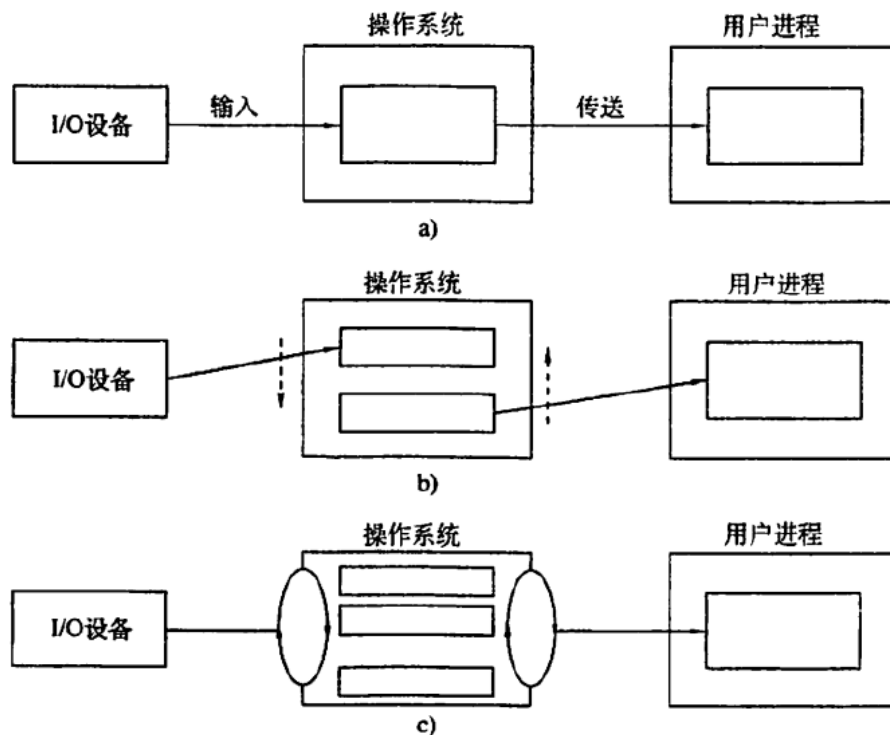 操作系统
用户进程
I/O设备
输入
传送
a)
操作系统
用户进程
I/O设备
b)
操作系统
用户进程
I/O设备
c)